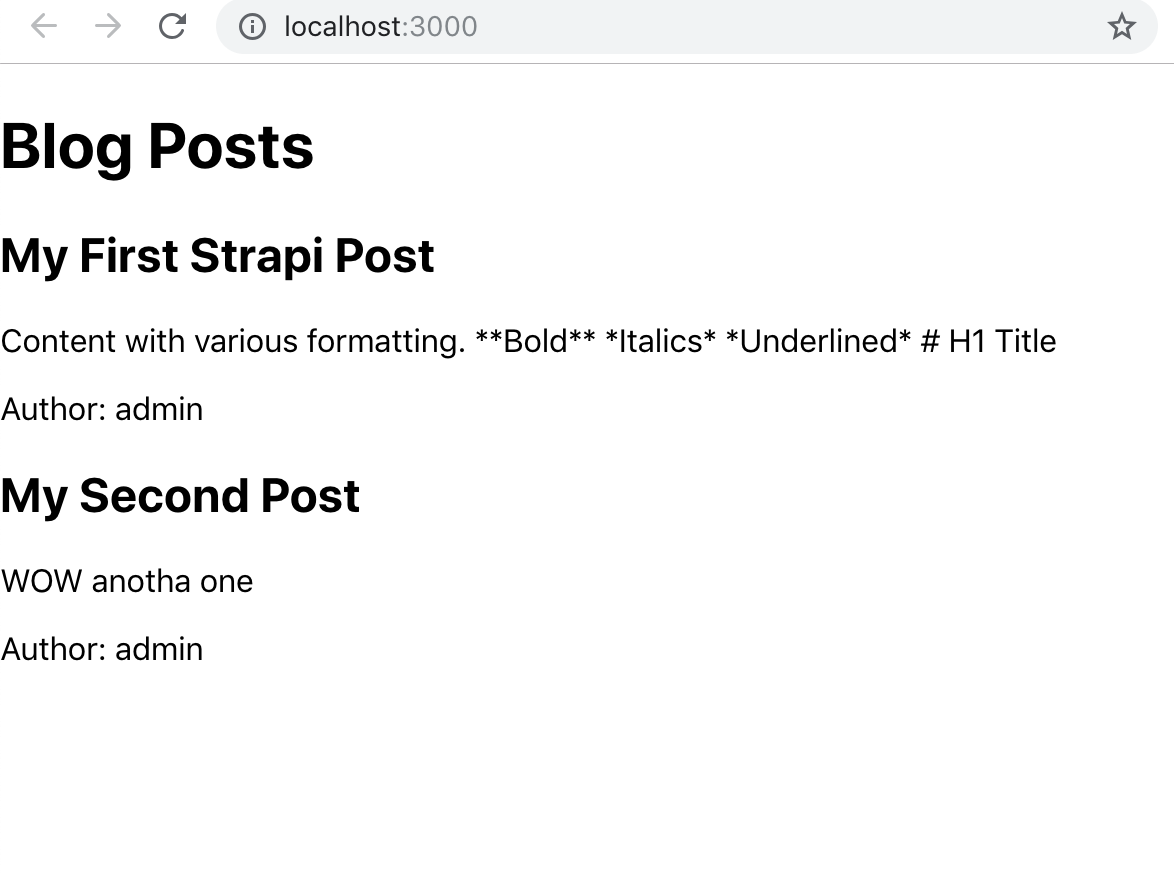 localhost:3000
Blog Posts
My First Strapi Post
Content with various formatting. **Bold** *Italics* *Underlined* # H1 Title
Author: admin
My Second Post
WOW anotha one
Author: admin